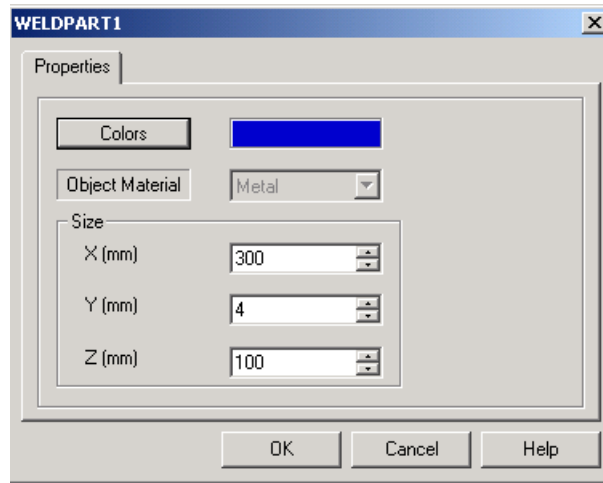 WELDPART1
Properties
Colors
Object Material Metal
Size
X (mm) 300
Y (mm) 4
Z (mm) 100
OK Cancel Help